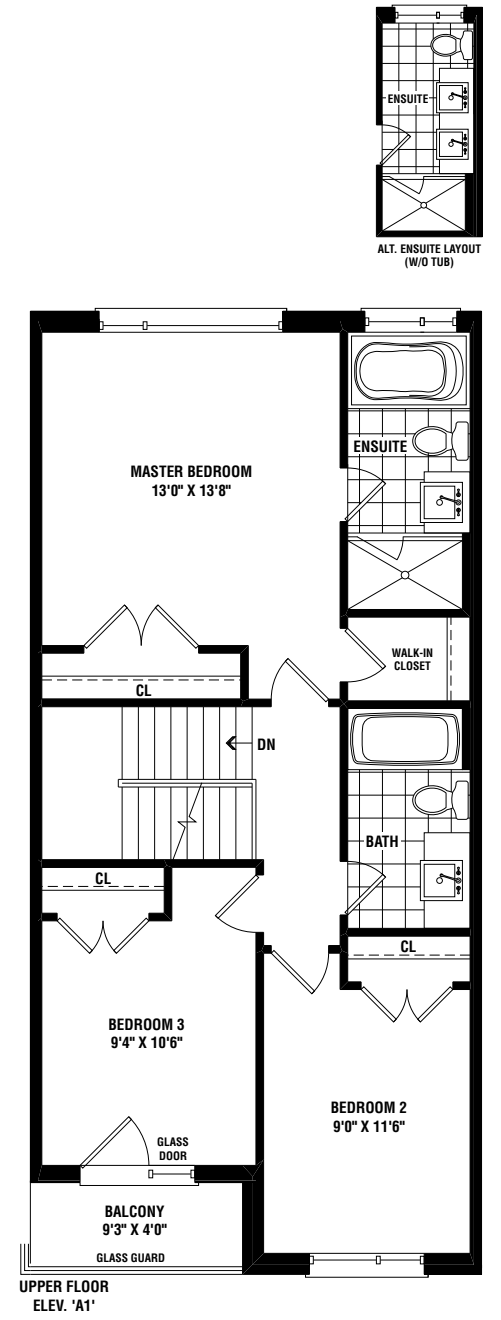 ENSUITE
ALT. ENSUITE LAYOUT
(W/O TUB)
MASTER BEDROOM
13'0" X 13'8"
ENSUITE
WALK-IN
CLOSET
CL
DN
BATH
CL
CL
BEDROOM 3
9'4" X 10'6"
BEDROOM 2
9'0" X 11'6"
GLASS
DOOR
BALCONY
9'3" X 4'0"
GLASS GUARD
UPPER FLOOR
ELEV. 'A1'